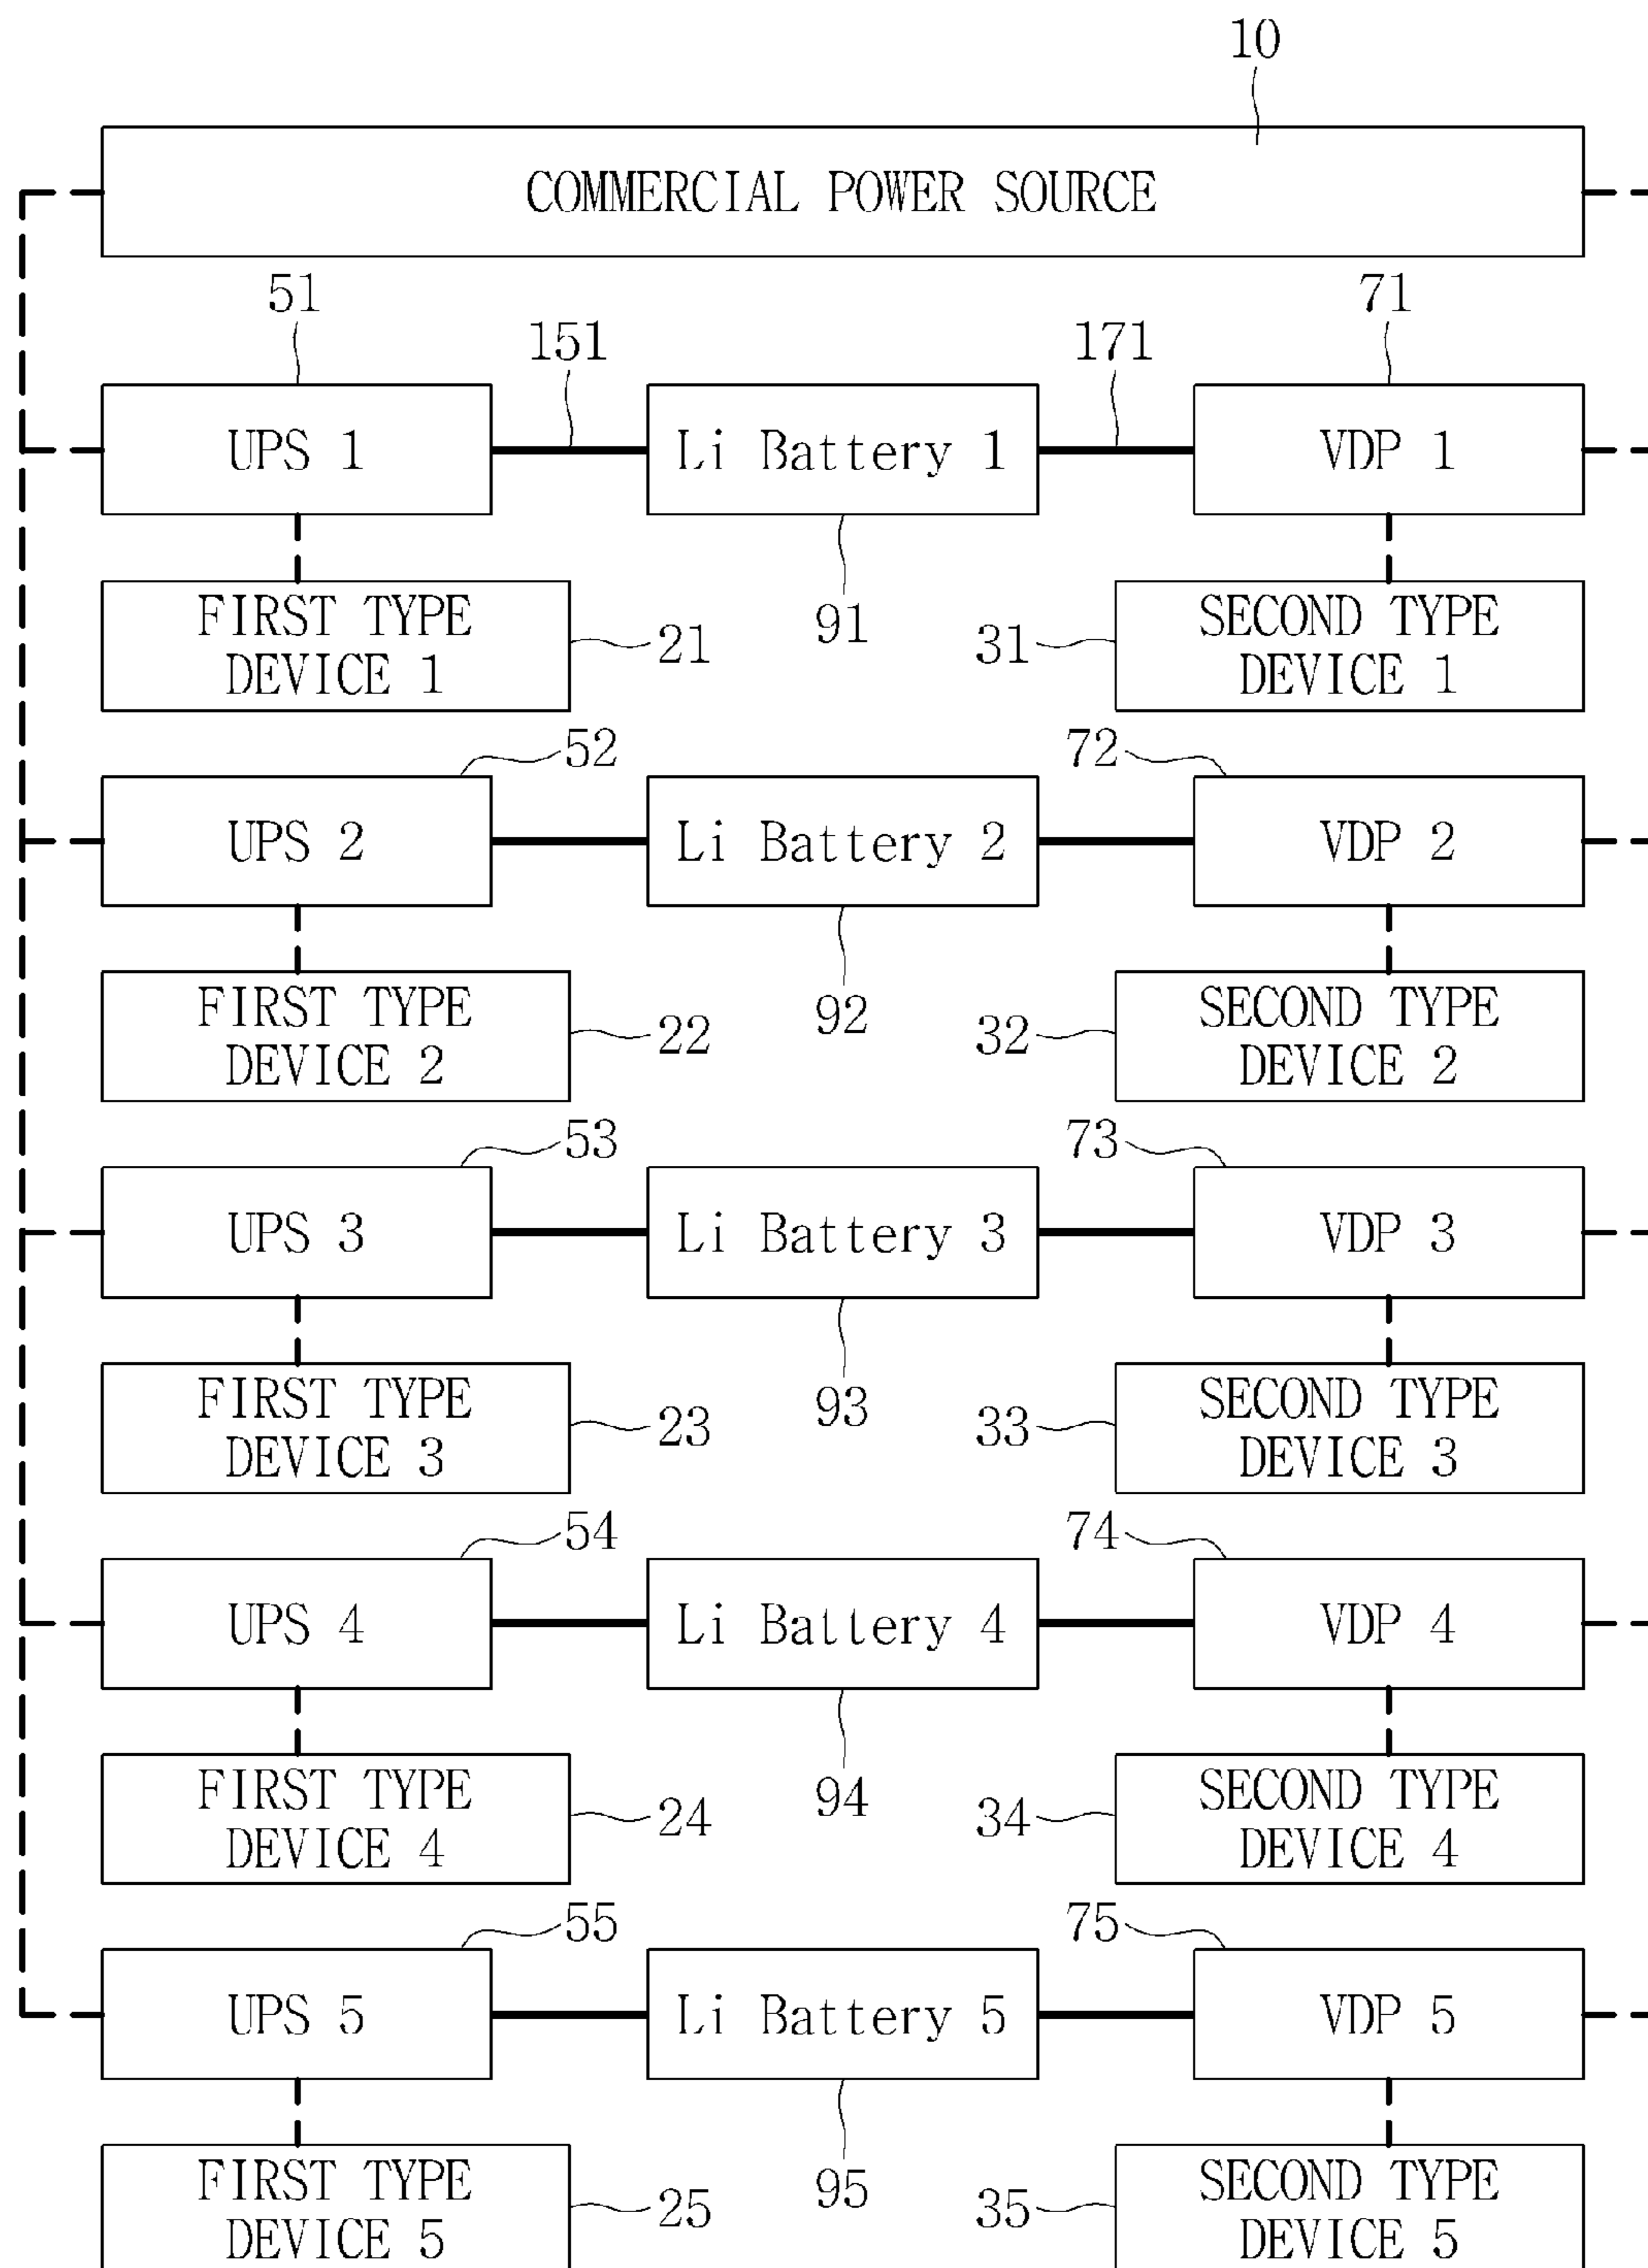 10
COMMERCIAL POWER SOURCE
51
151
171
71
UPS 1
Li Battery 1
VDP 1
FIRST TYPE
DEVICE 1
21
91
31
SECOND TYPE
DEVICE 1
52
72
UPS 2
Li Battery 2
VDP 2
FIRST TYPE
DEVICE 2
22
92
32
SECOND TYPE
DEVICE 2
53
73
UPS 3
Li Battery 3
VDP 3
FIRST TYPE
DEVICE 3
23
93
33
SECOND TYPE
DEVICE 3
54
74
UPS 4
Li Battery 4
VDP 4
FIRST TYPE
DEVICE 4
24
94
34
SECOND TYPE
DEVICE 4
55
75
UPS 5
Li Battery 5
VDP 5
FIRST TYPE
DEVICE 5
25
95
35
SECOND TYPE
DEVICE 5